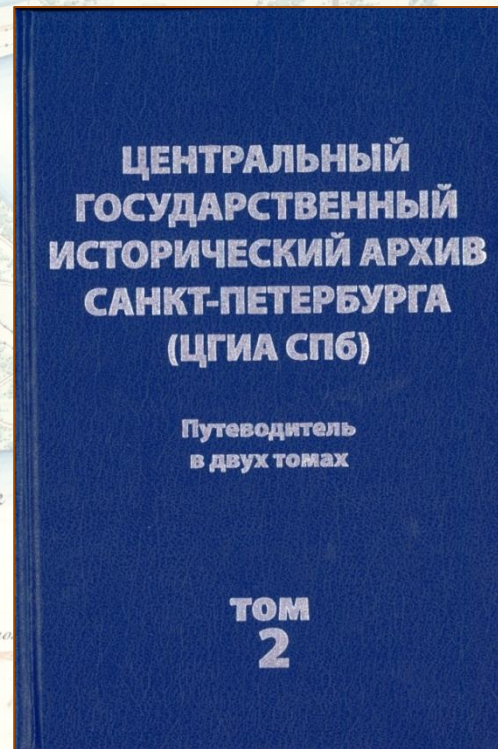 ЦЕНТРАЛЬНЫЙ
ГОСУДАРСТВЕННЫЙ
ИСТОРИЧЕСКИЙ АРХИВ
САНКТ-ПЕТЕРБУРГА
(ЦГИА СПб)
Путеводитель
в двух томах
ТОМ
2